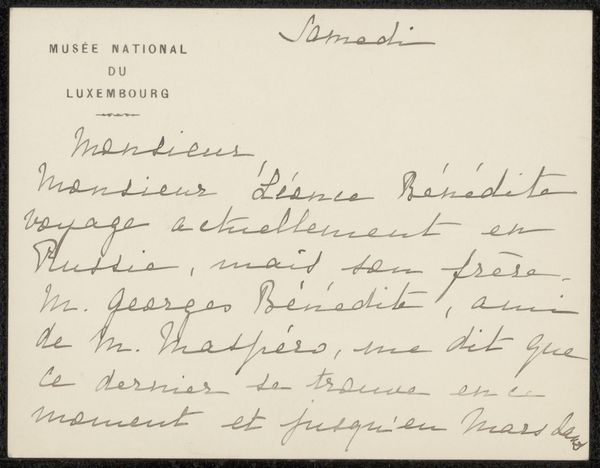 Samedi
MUSÉE NATIONAL
DU
LUXEMBOURG
Monsieur,
Monsieur Léonce Bénédite
voyage actuellement en
Russie, mais son frère.
M. Georges Bénédite, ami
de M. Maspéro, me dit que
ce dernier se trouve en ce
moment et jusqu'en Mars dans